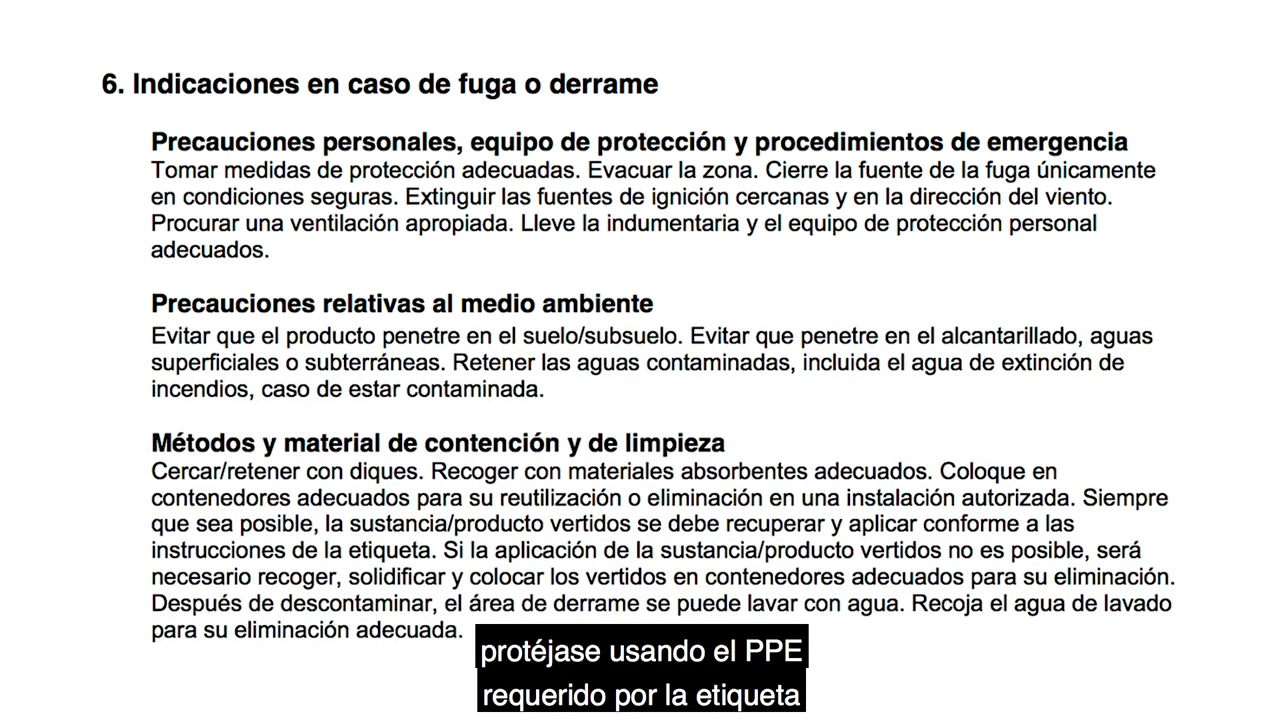 6. Indicaciones en caso de fuga o derrame
Precauciones personales, equipo de protección y procedimientos de emergencia
Tomar medidas de protección adecuadas. Evacuar la zona. Cierre la fuente de la fuga únicamente
en condiciones seguras. Extinguir las fuentes de ignición cercanas y en la dirección del viento.
Procurar una ventilación apropiada. Lleve la indumentaria y el equipo de protección personal
adecuados.
Precauciones relativas al medio ambiente
Evitar que el producto penetre en el suelo/subsuelo. Evitar que penetre en el alcantarillado, aguas
superficiales o subterráneas. Retener las aguas contaminadas, incluida el agua de extinción de
incendios, caso de estar contaminada.
Métodos y material de contención y de limpieza
Cercar/retener con diques. Recoger con materiales absorbentes adecuados. Coloque en
contenedores adecuados para su reutilización o eliminación en una instalación autorizada. Siempre
que sea posible, la sustancia/producto vertidos se debe recuperar y aplicar conforme a las
instrucciones de la etiqueta. Si la aplicación de la sustancia/producto vertidos no es posible, será
necesario recoger, solidificar y colocar los vertidos en contenedores adecuados para su eliminación.
Después de descontaminar, el área de derrame se puede lavar con agua. Recoja el agua de lavado
para su eliminación adecuada.
protéjase usando el PPE
requerido por la etiqueta